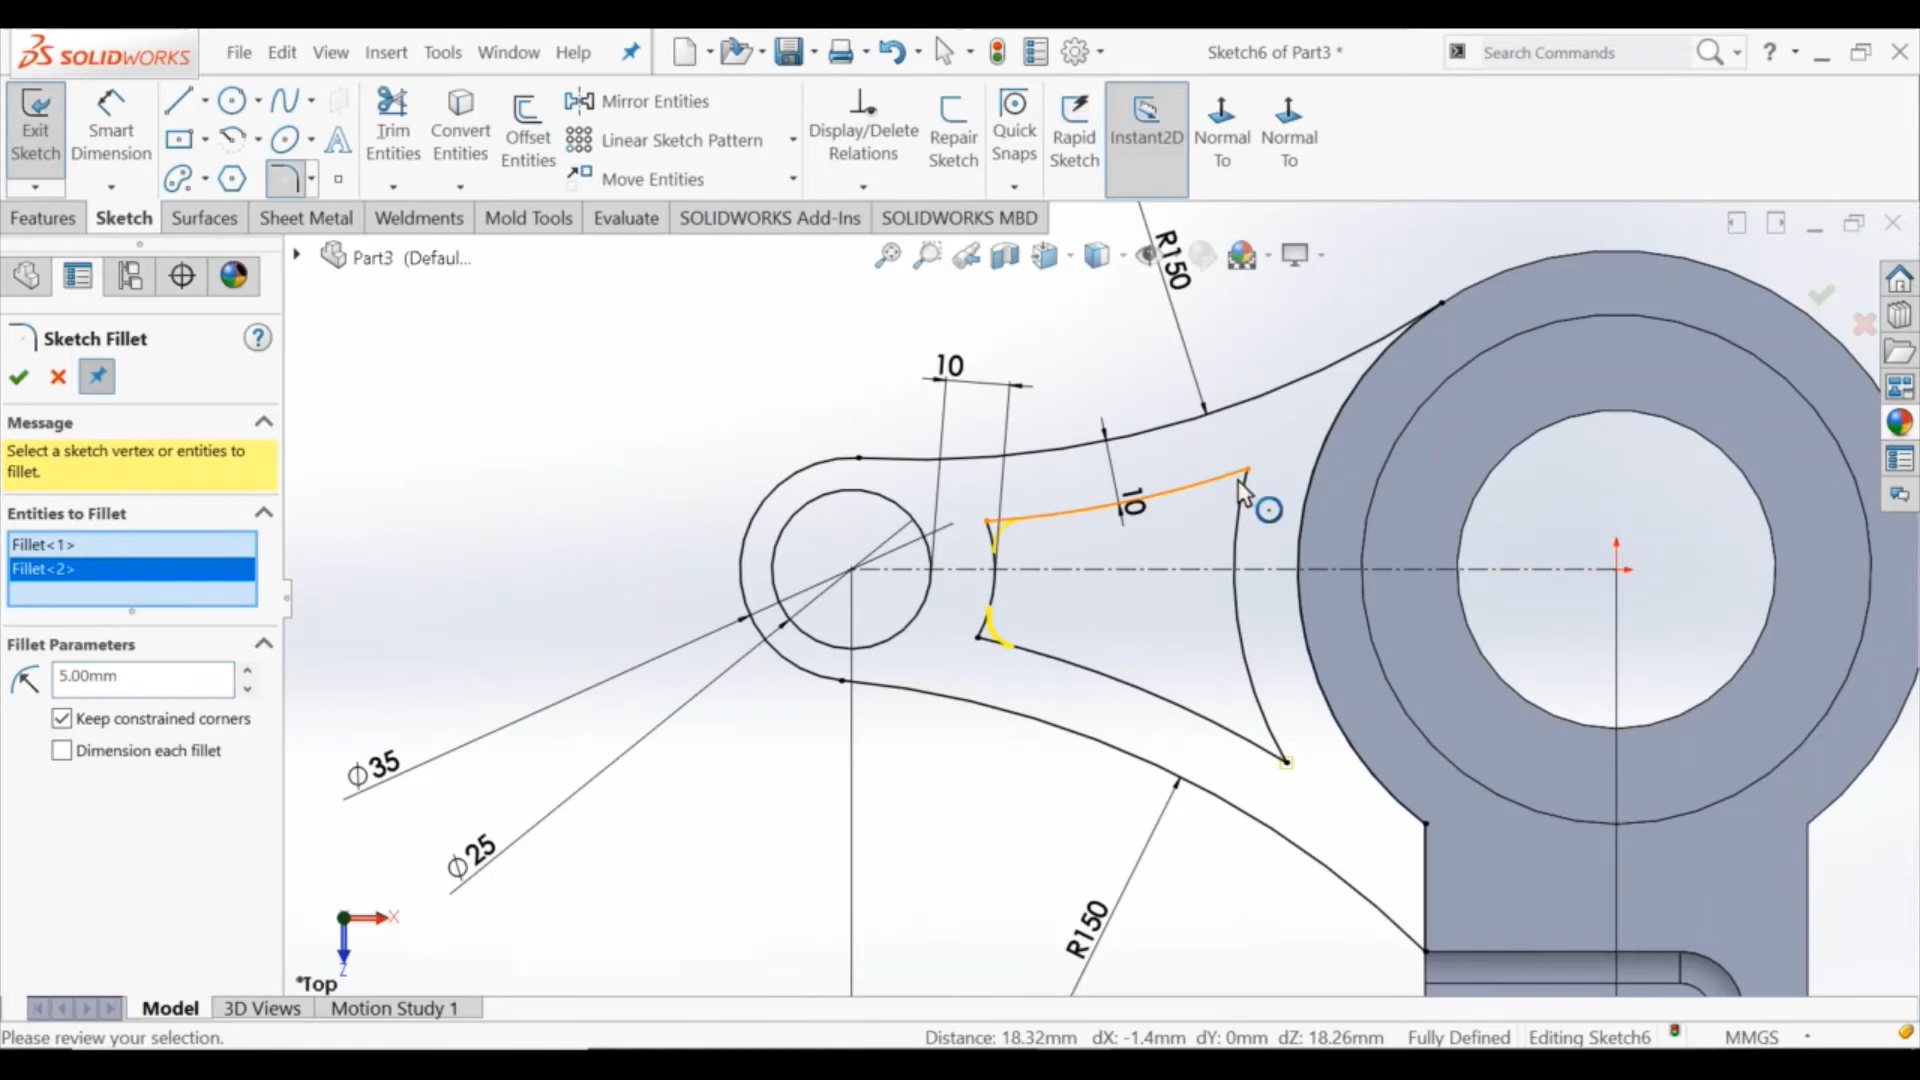 SOLIDWORKS
File Edit View Insert Tools Window Help
Sketch6 of Part3 *
Search Commands
?
Exit Sketch
Smart Dimension
Trim Entities
Convert Entities
Offset Entities
Mirror Entities
Linear Sketch Pattern
Move Entities
Display/Delete Relations
Repair Sketch
Quick Snaps
Rapid Sketch
Instant2D
Normal To
Normal To
Features Sketch Surfaces Sheet Metal Weldments Mold Tools Evaluate SOLIDWORKS Add-Ins SOLIDWORKS MBD
Part3 (Defaul...
Sketch Fillet
?
Message
Select a sketch vertex or entities to
fillet.
Entities to Fillet
Fillet<1>
Fillet<2>
Fillet Parameters
5.00mm
Keep constrained corners
Dimension each fillet
R150
10
10
Φ35
Φ25
R150
X
Z
*Top
Model 3D Views Motion Study 1
Please review your selection.
Distance: 18.32mm dX: -1.4mm dY: 0mm dZ: 18.26mm Fully Defined Editing Sketch6 MMGS